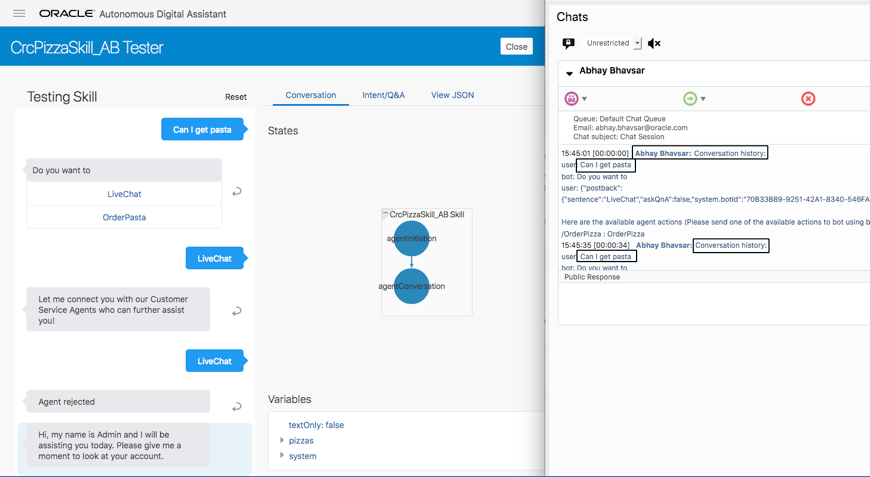 ORACLE Autonomous Digital Assistant
CrcPizzaSkill_AB Tester
Close
Testing Skill
Reset
Can I get pasta
Do you want to
LiveChat
OrderPasta
LiveChat
Let me connect you with our Customer
Service Agents who can further assist
you!
LiveChat
Agent rejected
Hi, my name is Admin and I will be
assisting you today. Please give me a
moment to look at your account.
Conversation
Intent/Q&A
View JSON
States
CrcPizzaSkill_AB Skill
agentInitiation
agentConversation
Variables
textOnly: false
pizzas
system
Chats
Unrestricted
Abhay Bhavsar
Queue: Default Chat Queue
Email: abhay.bhavsar@oracle.com
Chat subject: Chat Session
15:45:01 [00:00:00] Abhay Bhavsar: Conversation history:
user: Can I get pasta
bot: Do you want to
user: {"postback":
{"sentence":"LiveChat","askQnA":false,"system.botId":"70B33B89-9251-42A1-8340-546FA
Here are the available agent actions (Please send one of the available actions to bot using b
/OrderPizza : OrderPizza
15:45:35 [00:00:34] Abhay Bhavsar: Conversation history:
user: Can I get pasta
bot: Do you want to
Public Response